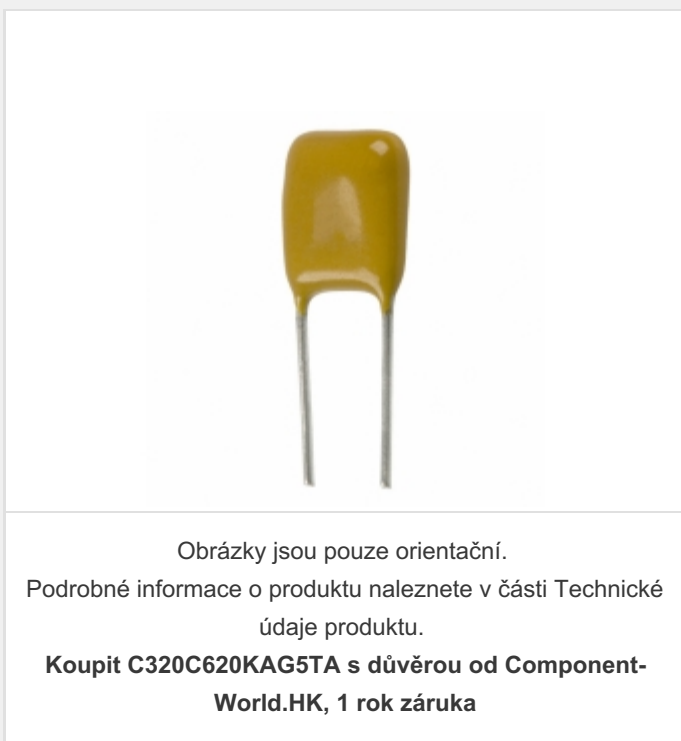 Obrázky jsou pouze orientační.
Podrobné informace o produktu naleznete v části Technické
údaje produktu.
Koupit C320C620KAG5TA s důvěrou od Component-
World.HK, 1 rok záruka